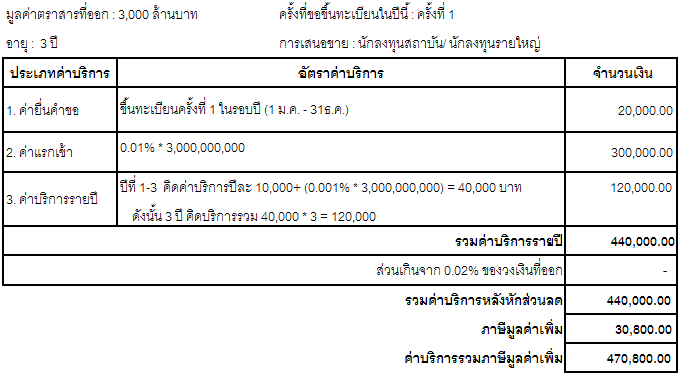 มูลค่าตราสารที่ออก : 3,000 ล้านบาท ครั้งที่ขอขึ้นทะเบียนในปีนี้ : ครั้งที่ 1
อายุ : 3 ปี การเสนอขาย : นักลงทุนสถาบัน/ นักลงทุนรายใหญ่
ประเภทค่าบริการ อัตราค่าบริการ จำนวนเงิน
1. ค่ายื่นคำขอ ขึ้นทะเบียนครั้งที่ 1 ในรอบปี (1 ม.ค. - 31ธ.ค.) 20,000.00
2. ค่าแรกเข้า 0.01% * 3,000,000,000 300,000.00
3. ค่าบริการรายปี ปีที่ 1-3 คิดค่าบริการปีละ 10,000+ (0.001% * 3,000,000,000) = 40,000 บาท 120,000.00
ดังนั้น 3 ปี คิดบริการรวม 40,000 * 3 = 120,000
รวมค่าบริการรายปี 440,000.00
ส่วนเกินจาก 0.02% ของวงเงินที่ออก -
รวมค่าบริการหลังหักส่วนลด 440,000.00
ภาษีมูลค่าเพิ่ม 30,800.00
ค่าบริการรวมภาษีมูลค่าเพิ่ม 470,800.00